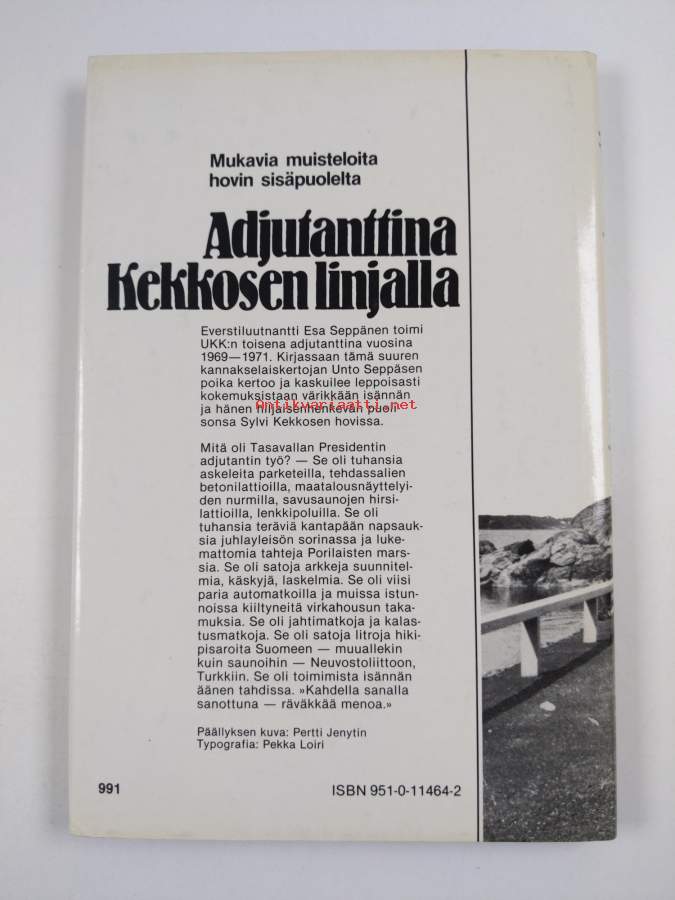 Mukavia muisteloita
hovin sisäpuolelta
Adjutanttina
Kekkosen linjalla
Everstiluutnantti Esa Seppänen toimi
UKK:n toisena adjutanttina vuosina
1969—1971. Kirjassaan tämä suuren
kannakselaiskertojan Unto Seppäsen
poika kertoo ja kaskuilee leppoisasti
kokemuksistaan värikkään isännän
Antikvariaatti.net
ja hänen hiljaisenhenkevän puoli-
sonsa Sylvi Kekkosen hovissa.
Mitä oli Tasavallan Presidentin
adjutantin työ? — Se oli tuhansia
askeleita parketeilla, tehdassalien
betonilattioilla, maatalousnäyttelyi-
den nurmilla, savusaunojen hirsi-
lattioilla, lenkkipoluilla. Se oli
tuhansia teräviä kantapään napsauk-
sia juhlayleisön sorinassa ja luke-
mattomia tahteja Porilaisten mars-
sia. Se oli satoja arkkeja suunnitel-
mia, käskyjä, laskelmia. Se oli viisi
paria automatkoilla ja muissa istun-
noissa kiiltyneitä virkahousun taka-
muksia. Se oli jahtimatkoja ja kalas-
tusmatkoja. Se oli satoja litroja hiki-
pisaroita Suomeen — muuallekin
kuin saunoihin — Neuvostoliittoon,
Turkkiin. Se oli toimimista isännän
äänen tahdissa. »Kahdella sanalla
sanottuna — räväkkää menoa.»
Päällyksen kuva: Pertti Jenytin
Typografia: Pekka Loiri
991
ISBN 951-0-11464-2